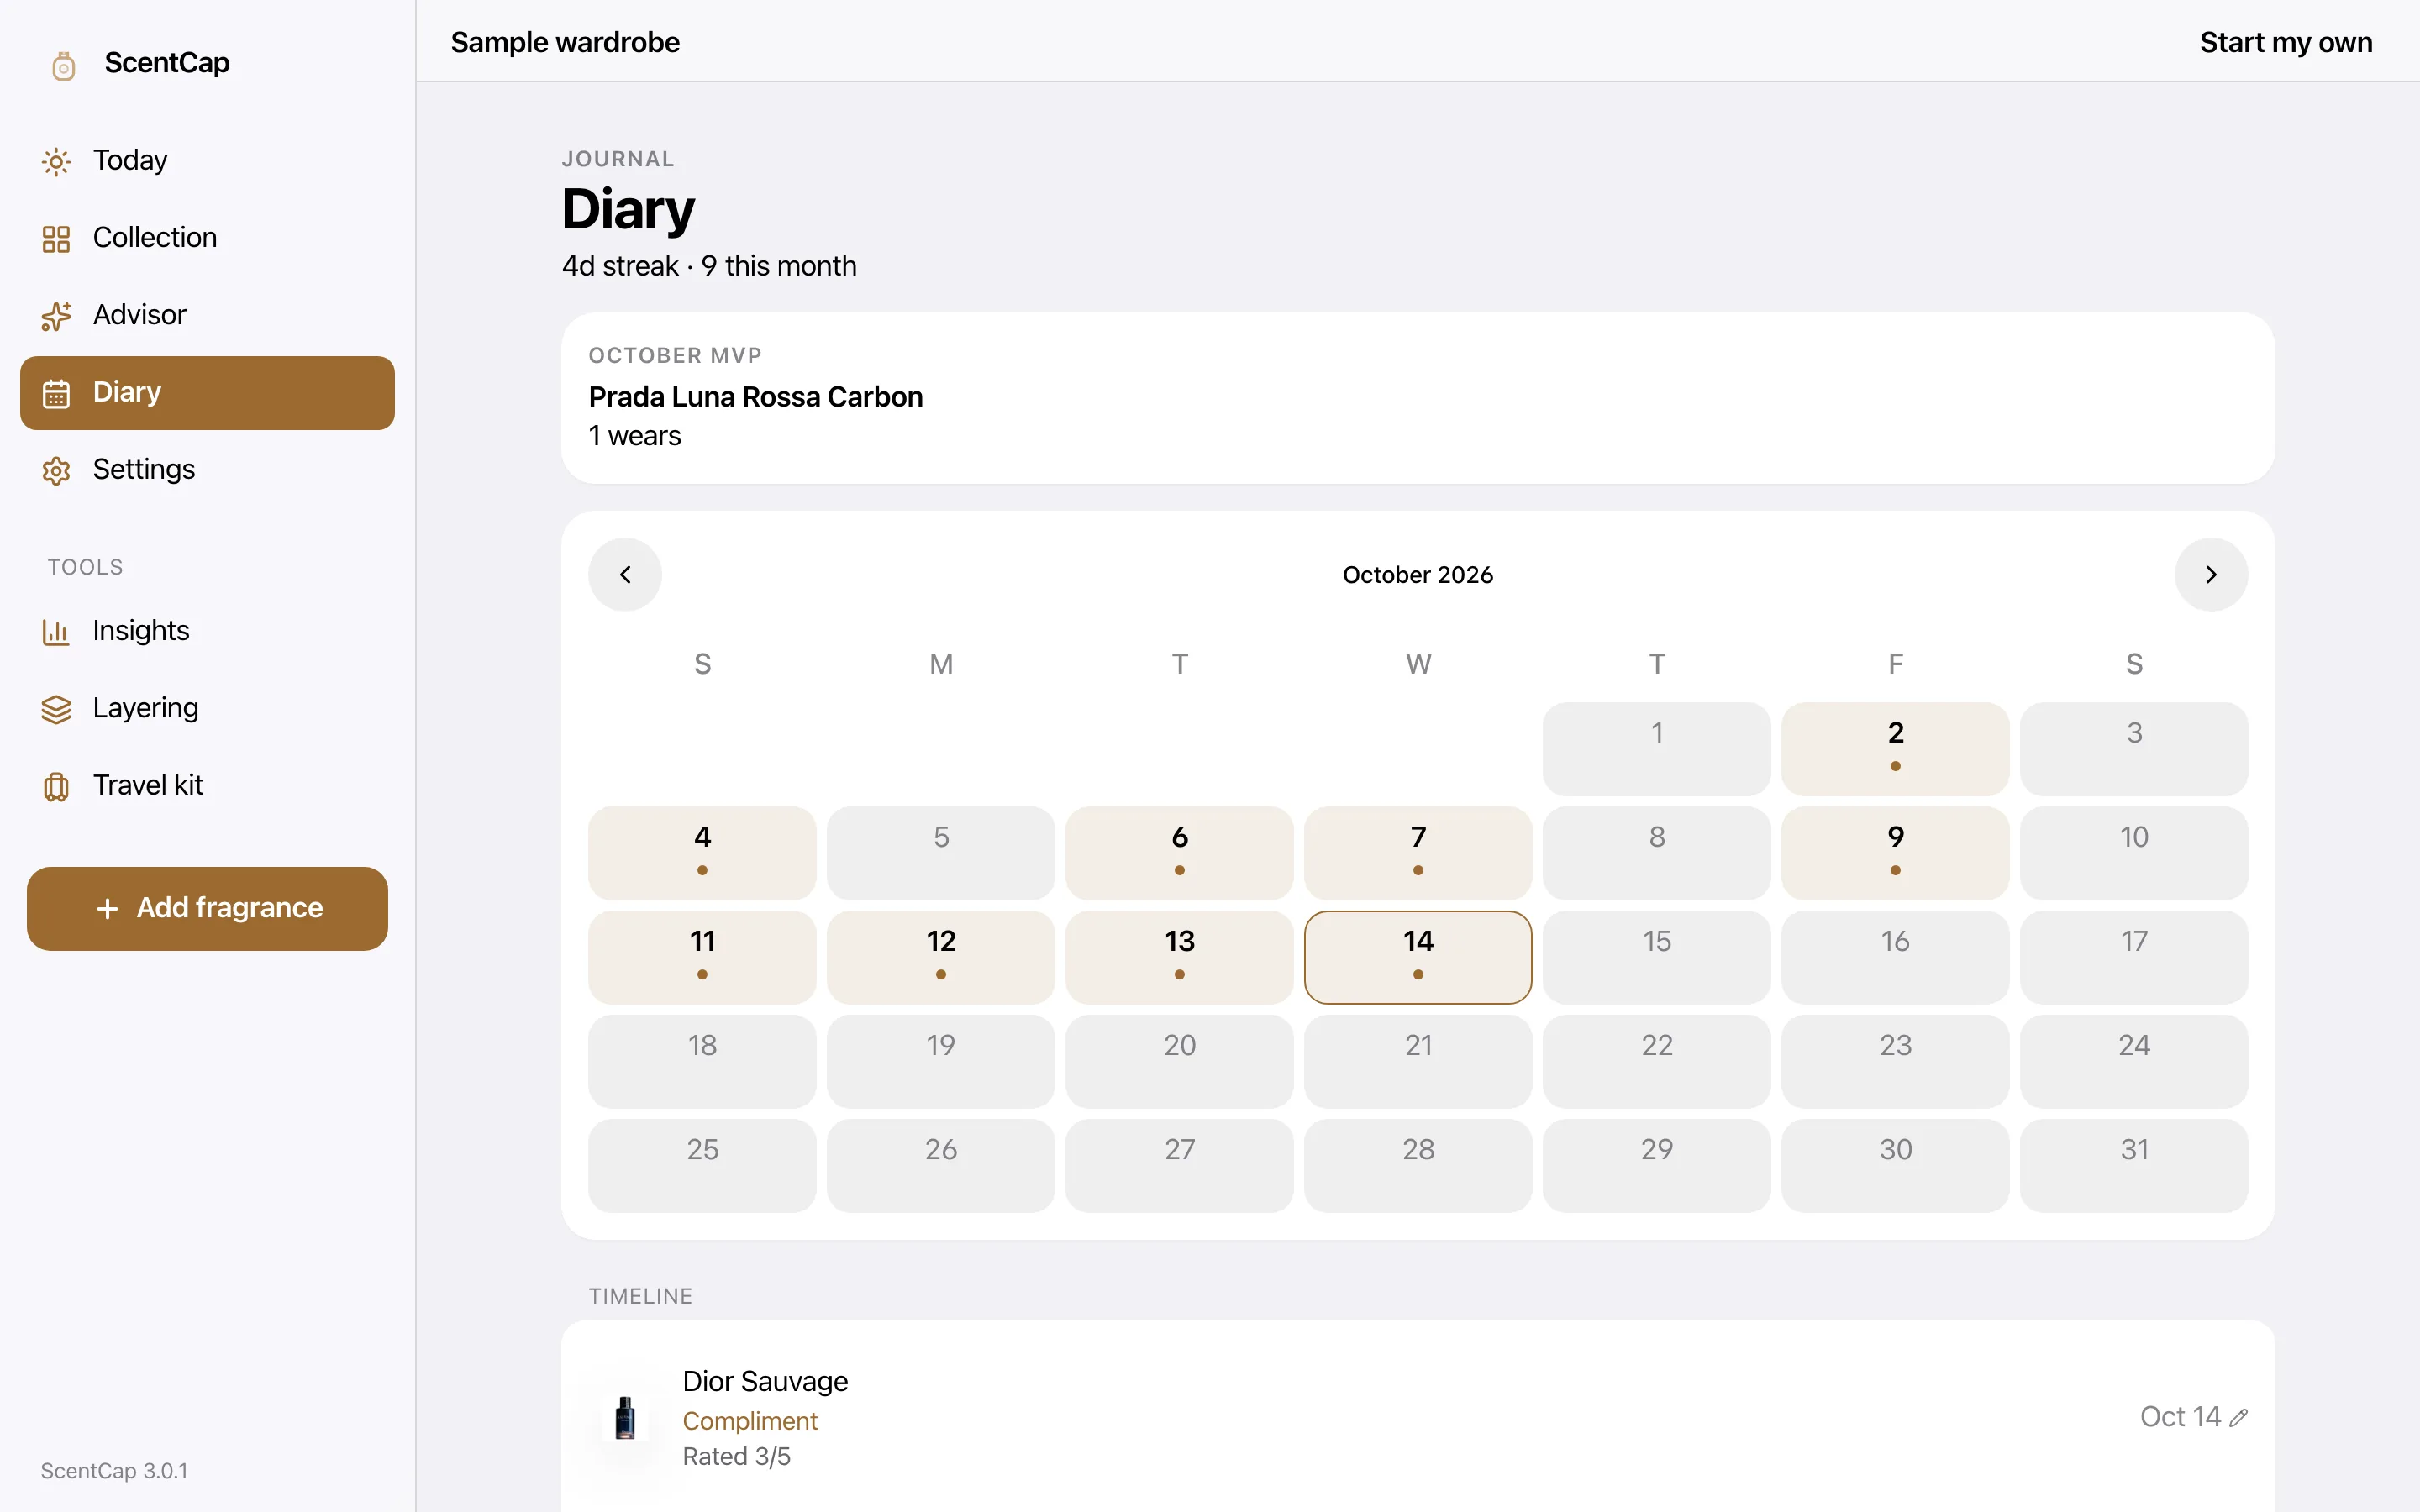 ScentCap
Today
Collection
Advisor
Diary
Settings
TOOLS
Insights
Layering
Travel kit
+ Add fragrance
ScentCap 3.0.1
Sample wardrobe
Start my own
JOURNAL
Diary
4d streak · 9 this month
OCTOBER MVP
Prada Luna Rossa Carbon
1 wears
October 2026
S M T W T F S
1 2 3
4 5 6 7 8 9 10
11 12 13 14 15 16 17
18 19 20 21 22 23 24
25 26 27 28 29 30 31
TIMELINE
Dior Sauvage
Compliment
Rated 3/5
Oct 14